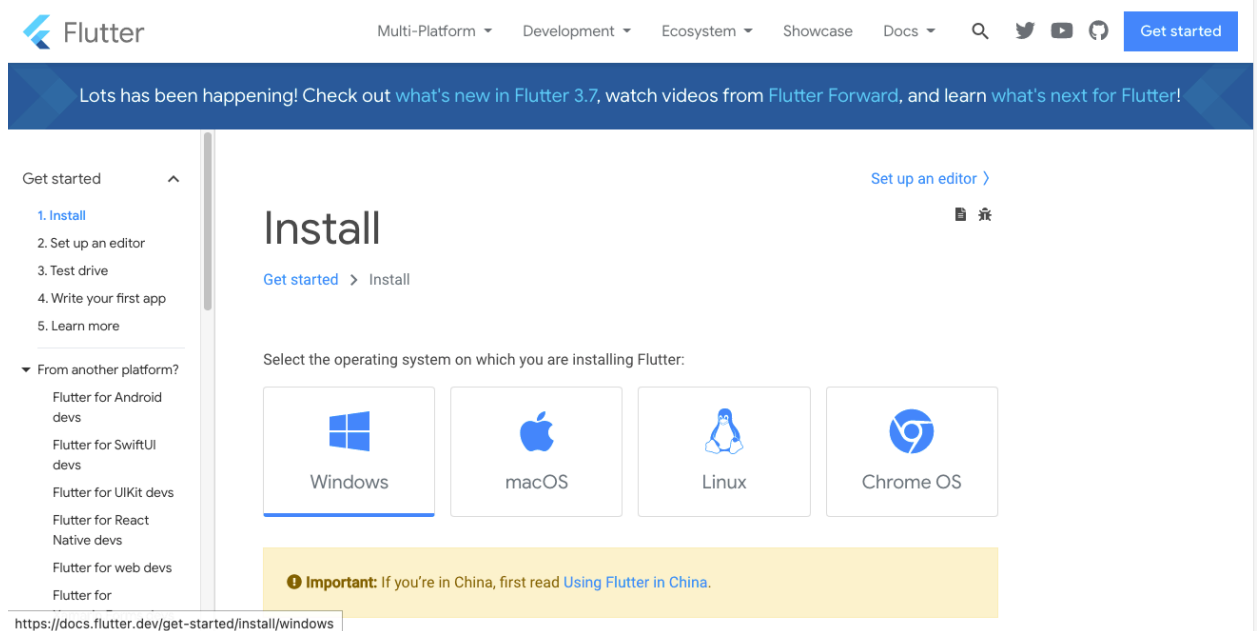 Flutter
Multi-Platform
Development
Ecosystem
Showcase
Docs
Get started
Lots has been happening! Check out what's new in Flutter 3.7, watch videos from Flutter Forward, and learn what's next for Flutter!
Get started
1. Install
2. Set up an editor
3. Test drive
4. Write your first app
5. Learn more
From another platform?
Flutter for Android
devs
Flutter for SwiftUI
devs
Flutter for UIKit devs
Flutter for React
Native devs
Flutter for web devs
Flutter for
Set up an editor
Install
Get started
Install
Select the operating system on which you are installing Flutter:
Windows
macOS
Linux
Chrome OS
Important: If you’re in China, first read Using Flutter in China.
https://docs.flutter.dev/get-started/install/windows